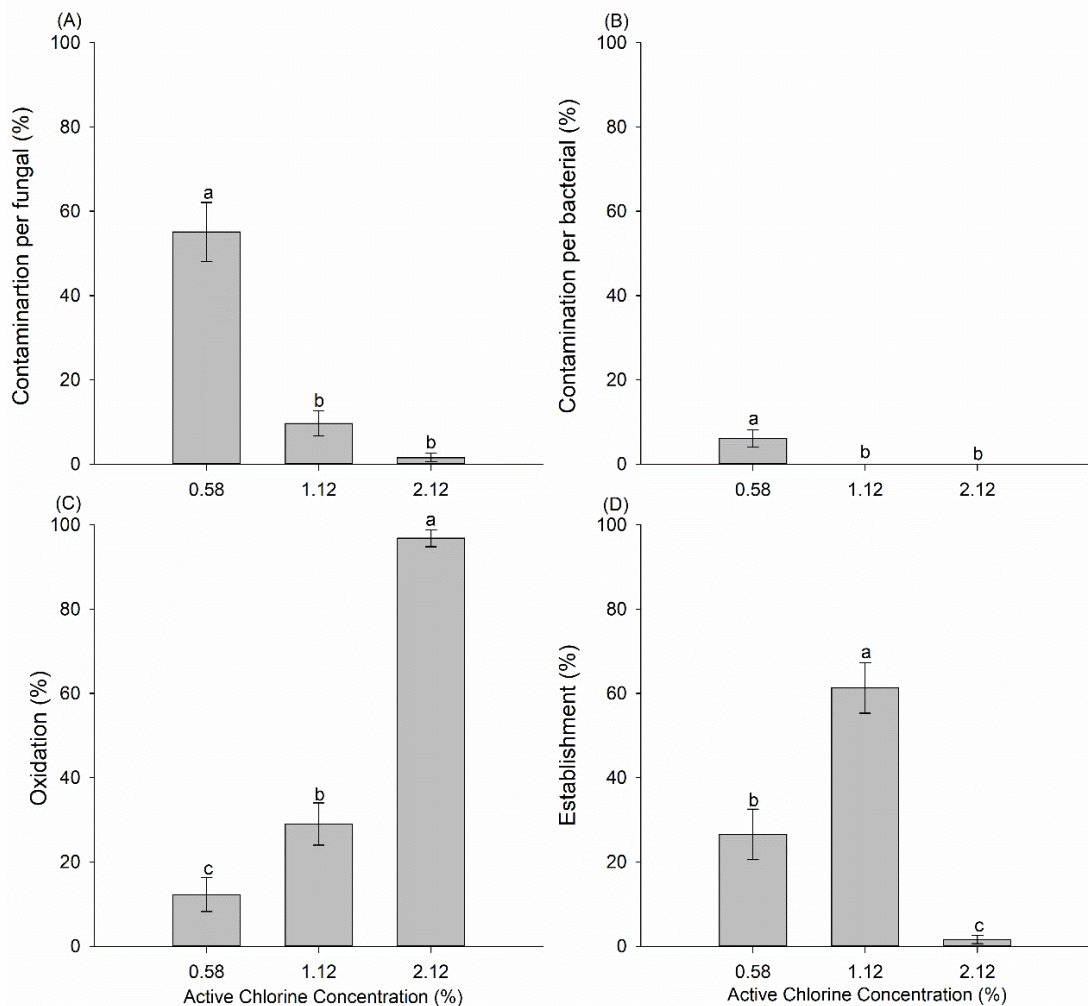 (A)
100
80
60
40
20
0
Contaminartion per fungal (%)
a
b
b
0.58 1.12 2.12
(B)
100
80
60
40
20
0
Contamination per bacterial (%)
a
b
b
0.58 1.12 2.12
(C)
100
80
60
40
20
0
Oxidation (%)
c
b
a
0.58 1.12 2.12
Active Chlorine Concentration (%)
(D)
100
80
60
40
20
0
Establishment (%)
b
a
c
0.58 1.12 2.12
Active Chlorine Concentration (%)